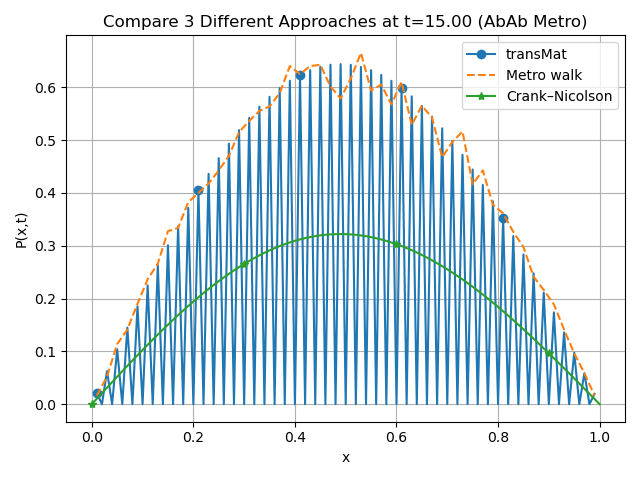 Compare 3 Different Approaches at t=15.00 (AbAb Metro)
transMat
Metro walk
Crank–Nicolson
P(x,t)
0.6
0.5
0.4
0.3
0.2
0.1
0.0
0.0 0.2 0.4 0.6 0.8 1.0
x